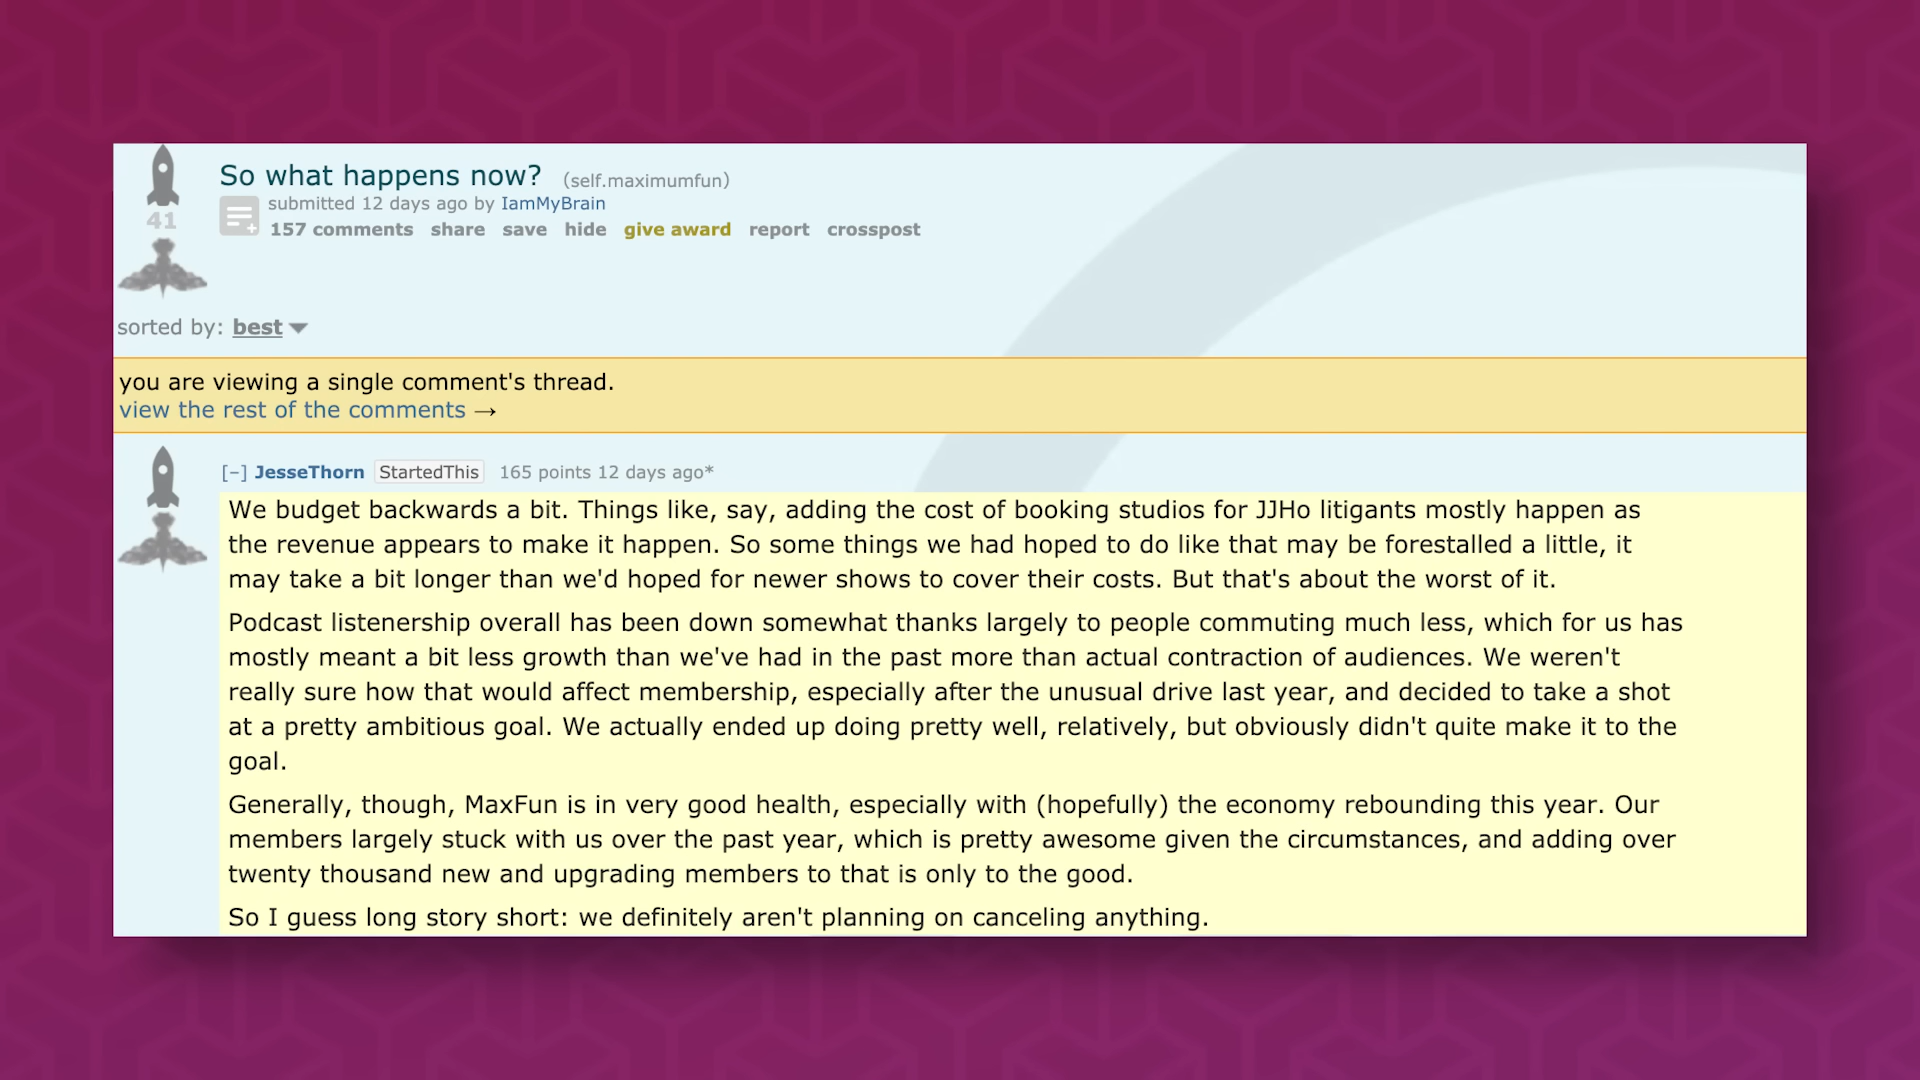 So what happens now? (self.maximumfun)
submitted 12 days ago by IamMyBrain
41
157 comments share save hide give award report crosspost
sorted by: best
you are viewing a single comment's thread.
view the rest of the comments →
[–] JesseThorn StartedThis 165 points 12 days ago*
We budget backwards a bit. Things like, say, adding the cost of booking studios for JJHo litigants mostly happen as
the revenue appears to make it happen. So some things we had hoped to do like that may be forestalled a little, it
may take a bit longer than we'd hoped for newer shows to cover their costs. But that's about the worst of it.
Podcast listenership overall has been down somewhat thanks largely to people commuting much less, which for us has
mostly meant a bit less growth than we've had in the past more than actual contraction of audiences. We weren't
really sure how that would affect membership, especially after the unusual drive last year, and decided to take a shot
at a pretty ambitious goal. We actually ended up doing pretty well, relatively, but obviously didn't quite make it to the
goal.
Generally, though, MaxFun is in very good health, especially with (hopefully) the economy rebounding this year. Our
members largely stuck with us over the past year, which is pretty awesome given the circumstances, and adding over
twenty thousand new and upgrading members to that is only to the good.
So I guess long story short: we definitely aren't planning on canceling anything.